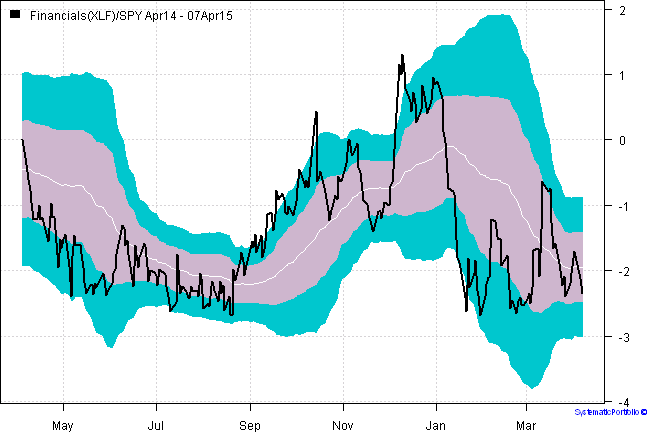 Financials(XLF)/SPY Apr14 - 07Apr15
2
1
0
-1
-2
-3
-4
May
Jul
Sep
Nov
Jan
Mar
SystematicPortfolio ©